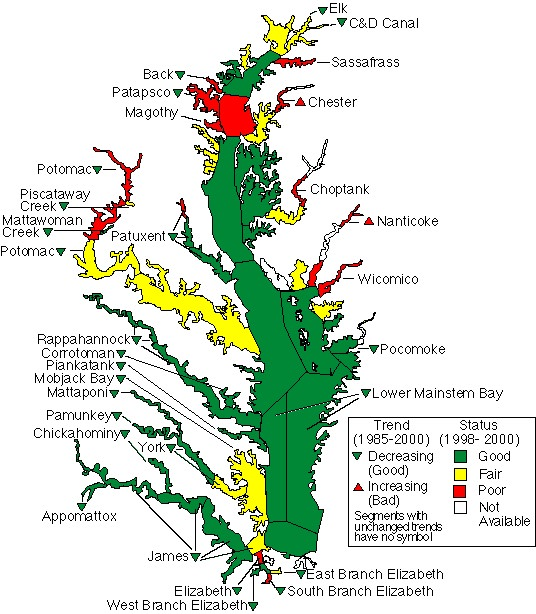 Elk
C&D Canal
Sassafrass
Back
Patapsco
Chester
Magothy
Potomac
Piscataway
Creek
Choptank
Mattawoman
Creek
Nanticoke
Patuxent
Potomac
Wicomico
Rappahannock
Corrotoman
Pocomoke
Piankatank
Mobjack Bay
Mattaponi
Lower Mainstem Bay
Pamunkey
Chickahominy
York
Trend
(1985-2000)
Decreasing
(Good)
Increasing
(Bad)
Segments with
unchanged trends
have no symbol
Status
(1998- 2000)
Good
Fair
Poor
Not
Available
Appomattox
James
East Branch Elizabeth
Elizabeth
South Branch Elizabeth
West Branch Elizabeth